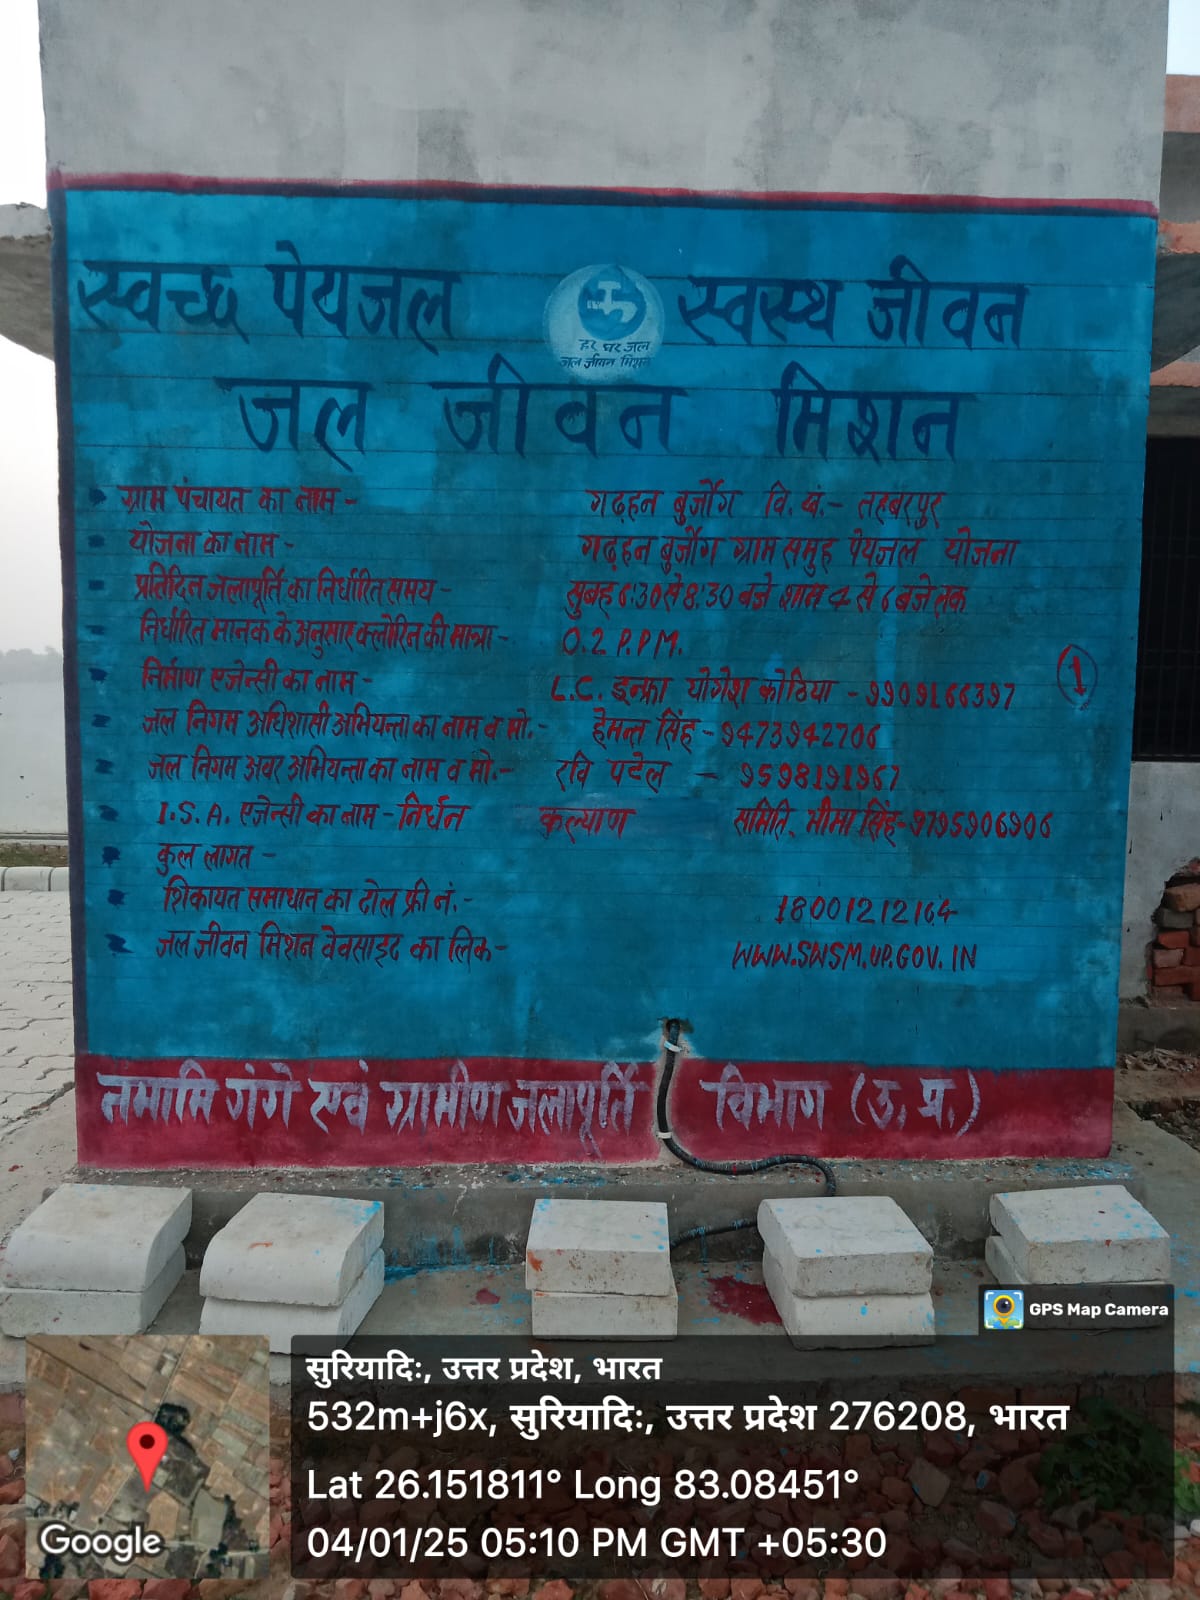 स्वच्छ पेयजल स्वस्थ जीवन
हर घर जल
जल जीवन मिशन
जल जीवन मिशन
ग्राम पंचायत का नाम - गढ़हन बुर्जोग वि. खं.- तहबरपुर
योजना का नाम - गढ़हन बुर्जोग ग्राम समुह पेयजल योजना
प्रतिदिन जलापूर्ति का निर्धारित समय - सुबह 6:30 से 8:30 बजे शाम 4 से 6 बजे तक
निर्धारित मानक के अनुसार क्लोरिन की मात्रा - 0.2 P.P.M.
निर्माण एजेन्सी का नाम - L.C. इन्फ्रा योगेश कोठिया - 9909166397
1
जल निगम अधिशासी अभियन्ता का नाम व मो.- हेमन्त सिंह - 9473942706
जल निगम अवर अभियन्ता का नाम व मो.- रवि पटेल - 9598191967
I.S.A. एजेन्सी का नाम - निर्धन कल्याण समिति, भीमा सिंह-9795906906
कुल लागत -
शिकायत समाधान का टोल फ्री नं.- 18001212164
जल जीवन मिशन वेवसाइट का लिंक- WWW.SWSM.UP.GOV.IN
नमामि गंगे एवं ग्रामीण जलापूर्ति विभाग (उ. प्र.)
GPS Map Camera
सुरियादिः, उत्तर प्रदेश, भारत
532m+j6x, सुरियादिः, उत्तर प्रदेश 276208, भारत
Lat 26.151811° Long 83.08451°
04/01/25 05:10 PM GMT +05:30
Google